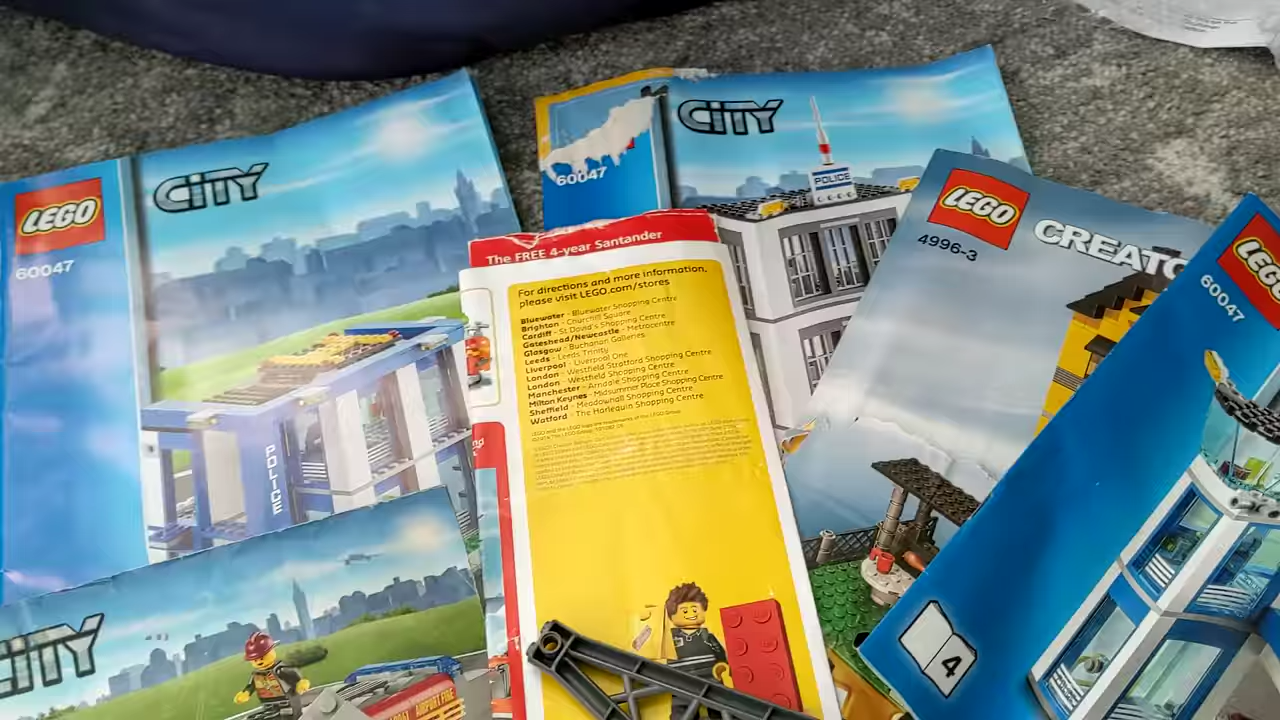 LEGO
60047
CITY
POLICE
CITY
60047
POLICE
The FREE 4-year Santander
For directions and more information,
please visit LEGO.com/stores
Bluewater - Bluewater Shopping Centre
Brighton - Churchill Square
Cardiff - St David's Shopping Centre
Gateshead/Newcastle - Metrocentre
Glasgow - Buchanan Galleries
Leeds - Leeds Trinity
Liverpool - Liverpool One
London - Westfield Stratford Shopping Centre
London - Westfield Shopping Centre
Manchester - Arndale Shopping Centre
Milton Keynes - Midsummer Place Shopping Centre
Sheffield - Meadowhall Shopping Centre
Watford - The Harlequin Shopping Centre
LEGO
4996-3
CREATO
LEGO
60047
4
CITY
AIRPORT FIRE